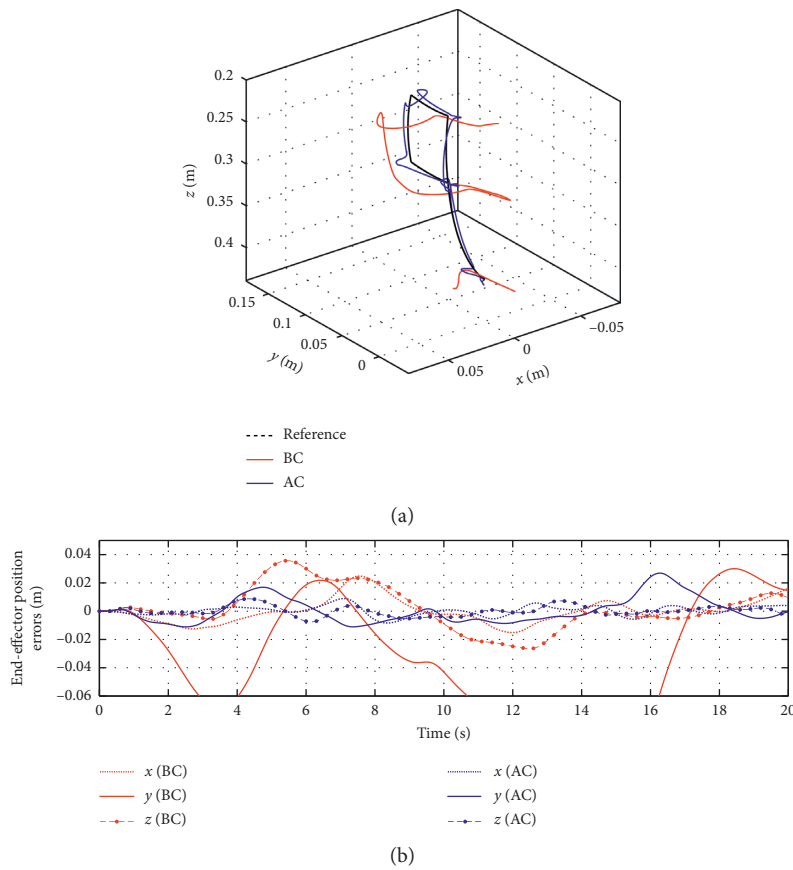 0.2
0.25
0.3
0.35
0.4
z (m)
0.15
0.1
0.05
0
y (m)
0.05
0
−0.05
x (m)
Reference
BC
AC
(a)
0.04
0.02
0
−0.02
−0.04
−0.06
End-effector position
errors (m)
0 2 4 6 8 10 12 14 16 18 20
Time (s)
x (BC)
y (BC)
z (BC)
x (AC)
y (AC)
z (AC)
(b)